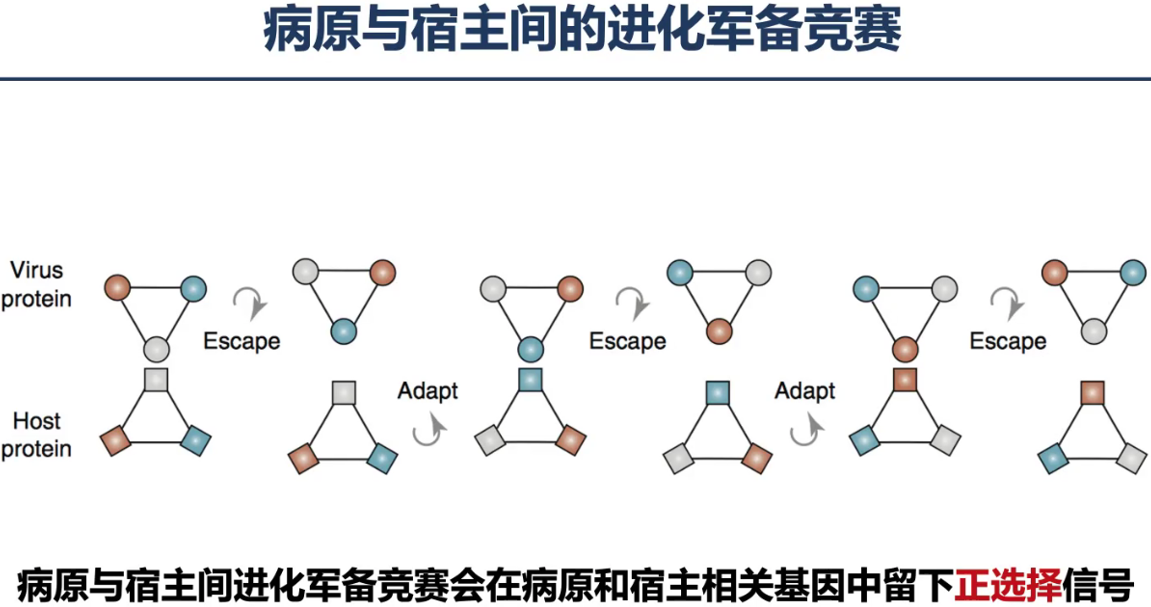 病原与宿主间的进化军备竞赛
Virus
protein
Escape
Escape
Escape
Adapt
Adapt
Host
protein
病原与宿主间进化军备竞赛会在病原和宿主相关基因中留下正选择信号